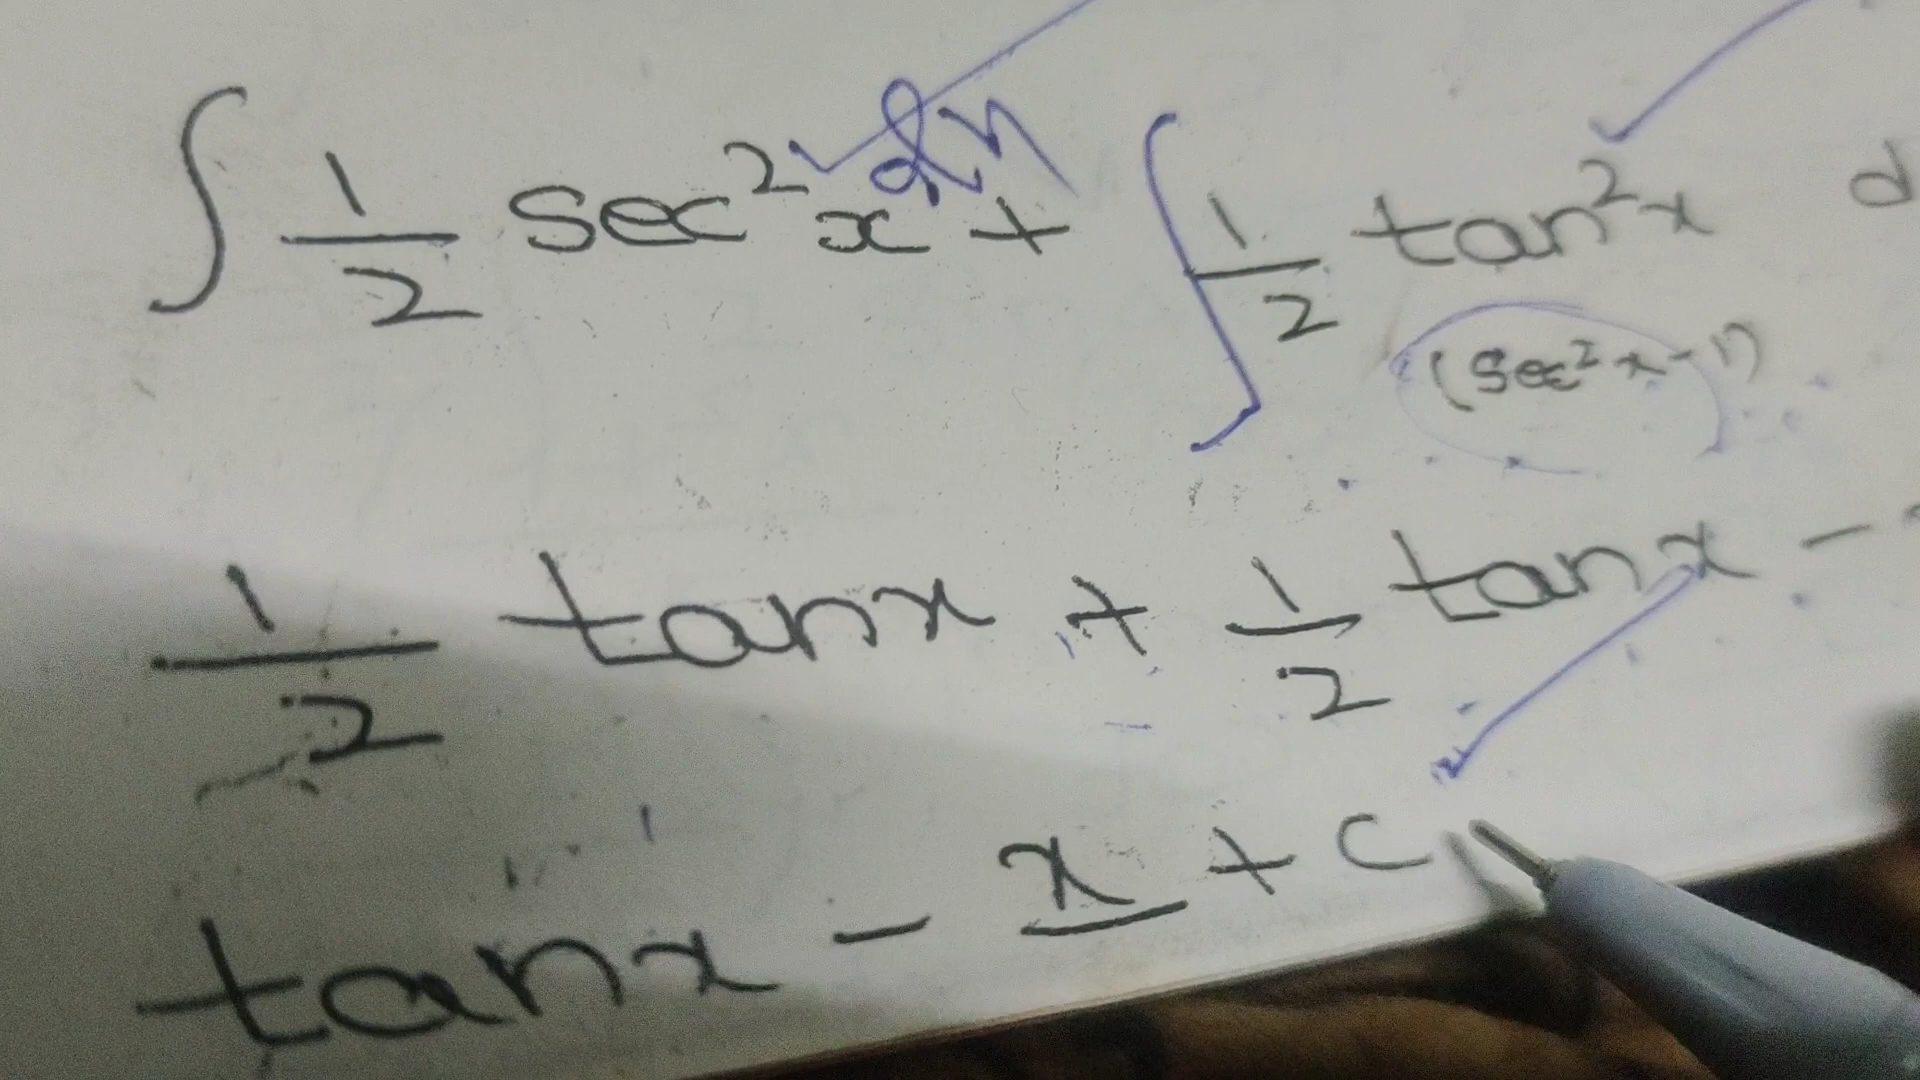 ∫ 1/2 sec²x dx + ∫ 1/2 tan²x d
(sec²x-1)
1/2 tanx + 1/2 tanx -
tanx - x + c